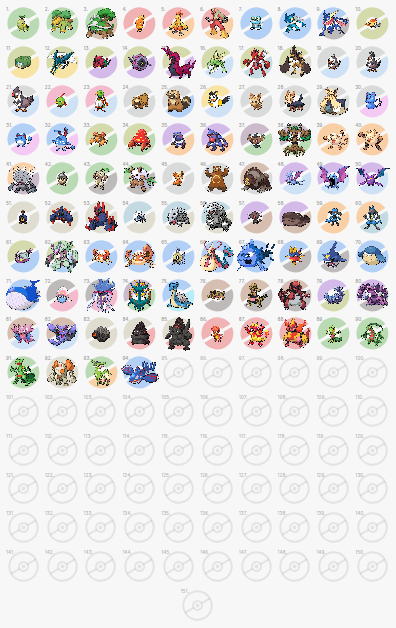 1. 2. 3. 4. 5. 6. 7. 8. 9. 10.
11. 12. 13. 14. 15. 16. 17. 18. 19. 20.
21. 22. 23. 24. 25. 26. 27. 28. 29. 30.
31. 32. 33. 34. 35. 36. 37. 38. 39. 40.
41. 42. 43. 44. 45. 46. 47. 48. 49. 50.
51. 52. 53. 54. 55. 56. 57. 58. 59. 60.
61. 62. 63. 64. 65. 66. 67. 68. 69. 70.
71. 72. 73. 74. 75. 76. 77. 78. 79. 80.
81. 82. 83. 84. 85. 86. 87. 88. 89. 90.
91. 92. 93. 94. 95. 96. 97. 98. 99. 100.
101. 102. 103. 104. 105. 106. 107. 108. 109. 110.
111. 112. 113. 114. 115. 116. 117. 118. 119. 120.
121. 122. 123. 124. 125. 126. 127. 128. 129. 130.
131. 132. 133. 134. 135. 136. 137. 138. 139. 140.
141. 142. 143. 144. 145. 146. 147. 148. 149. 150.
151.